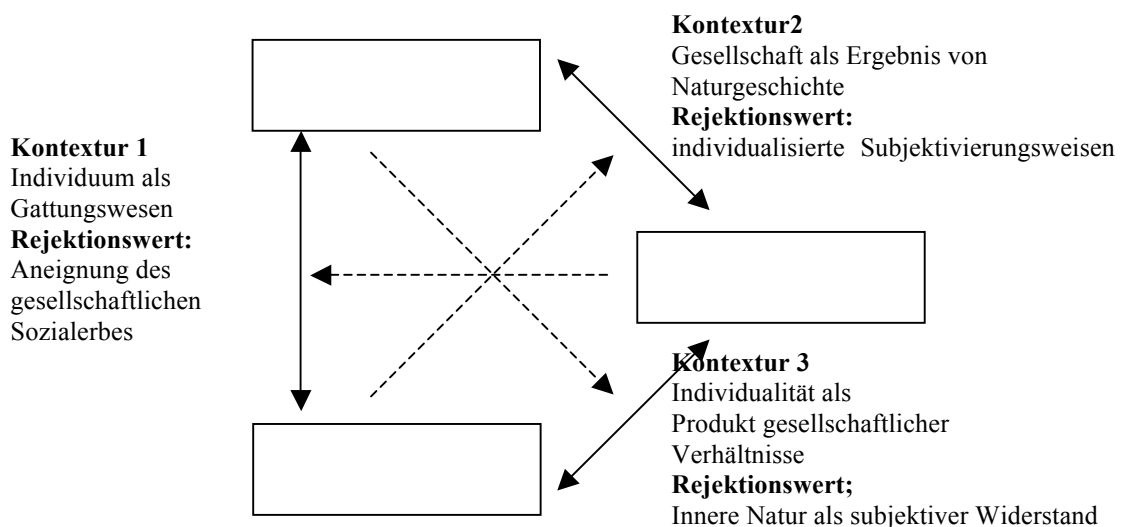 Kontextur 1
Individuum als
Gattungswesen
Rejektionswert:
Aneignung des
gesellschaftlichen
Sozialerbes
Kontextur2
Gesellschaft als Ergebnis von
Naturgeschichte
Rejektionswert:
individualisierte Subjektivierungsweisen
Kontextur 3
Individualität als
Produkt gesellschaftlicher
Verhältnisse
Rejektionswert;
Innere Natur als subjektiver Widerstand